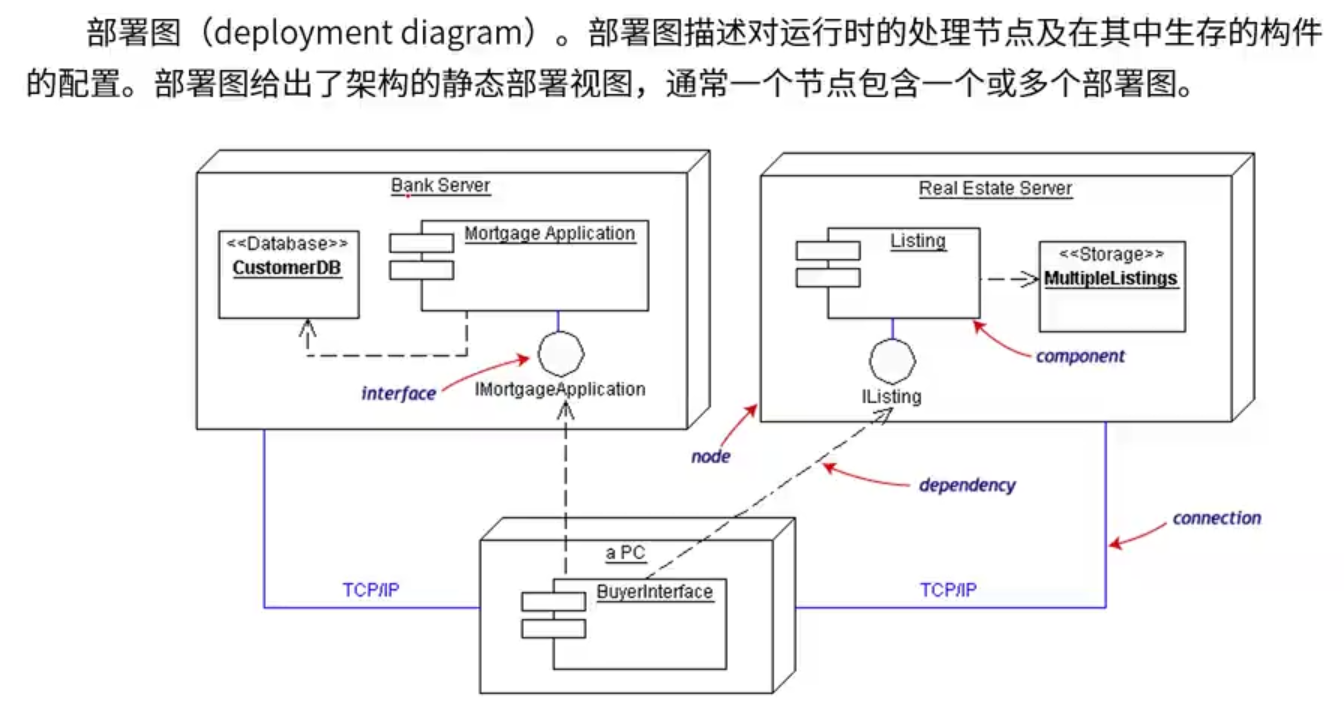 部署图（deployment diagram）。部署图描述对运行时的处理节点及在其中生存的构件
的配置。部署图给出了架构的静态部署视图，通常一个节点包含一个或多个部署图。
Bank Server
Real Estate Server
<<Database>>
CustomerDB
Mortgage Application
Listing
<<Storage>>
MultipleListings
interface
IMortgageApplication
component
IListing
node
dependency
connection
a PC
TCP/IP
BuyerInterface
TCP/IP